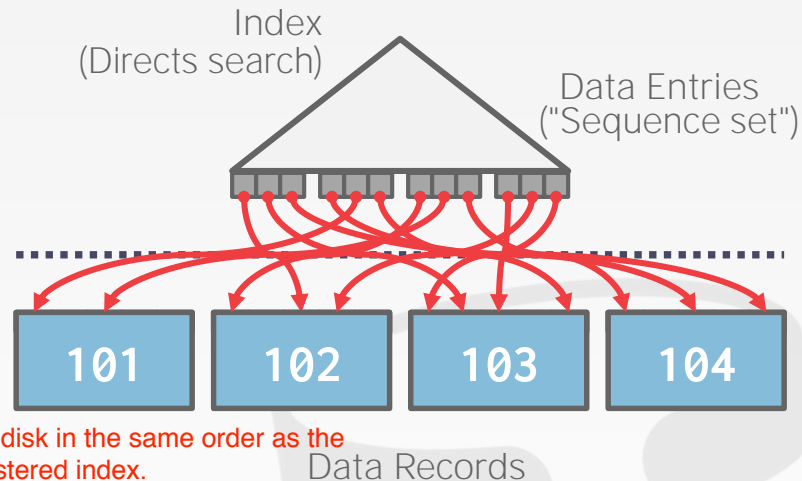 Index
(Directs search)
Data Entries
("Sequence set")
101 102 103 104
disk in the same order as the
stered index.
Data Records